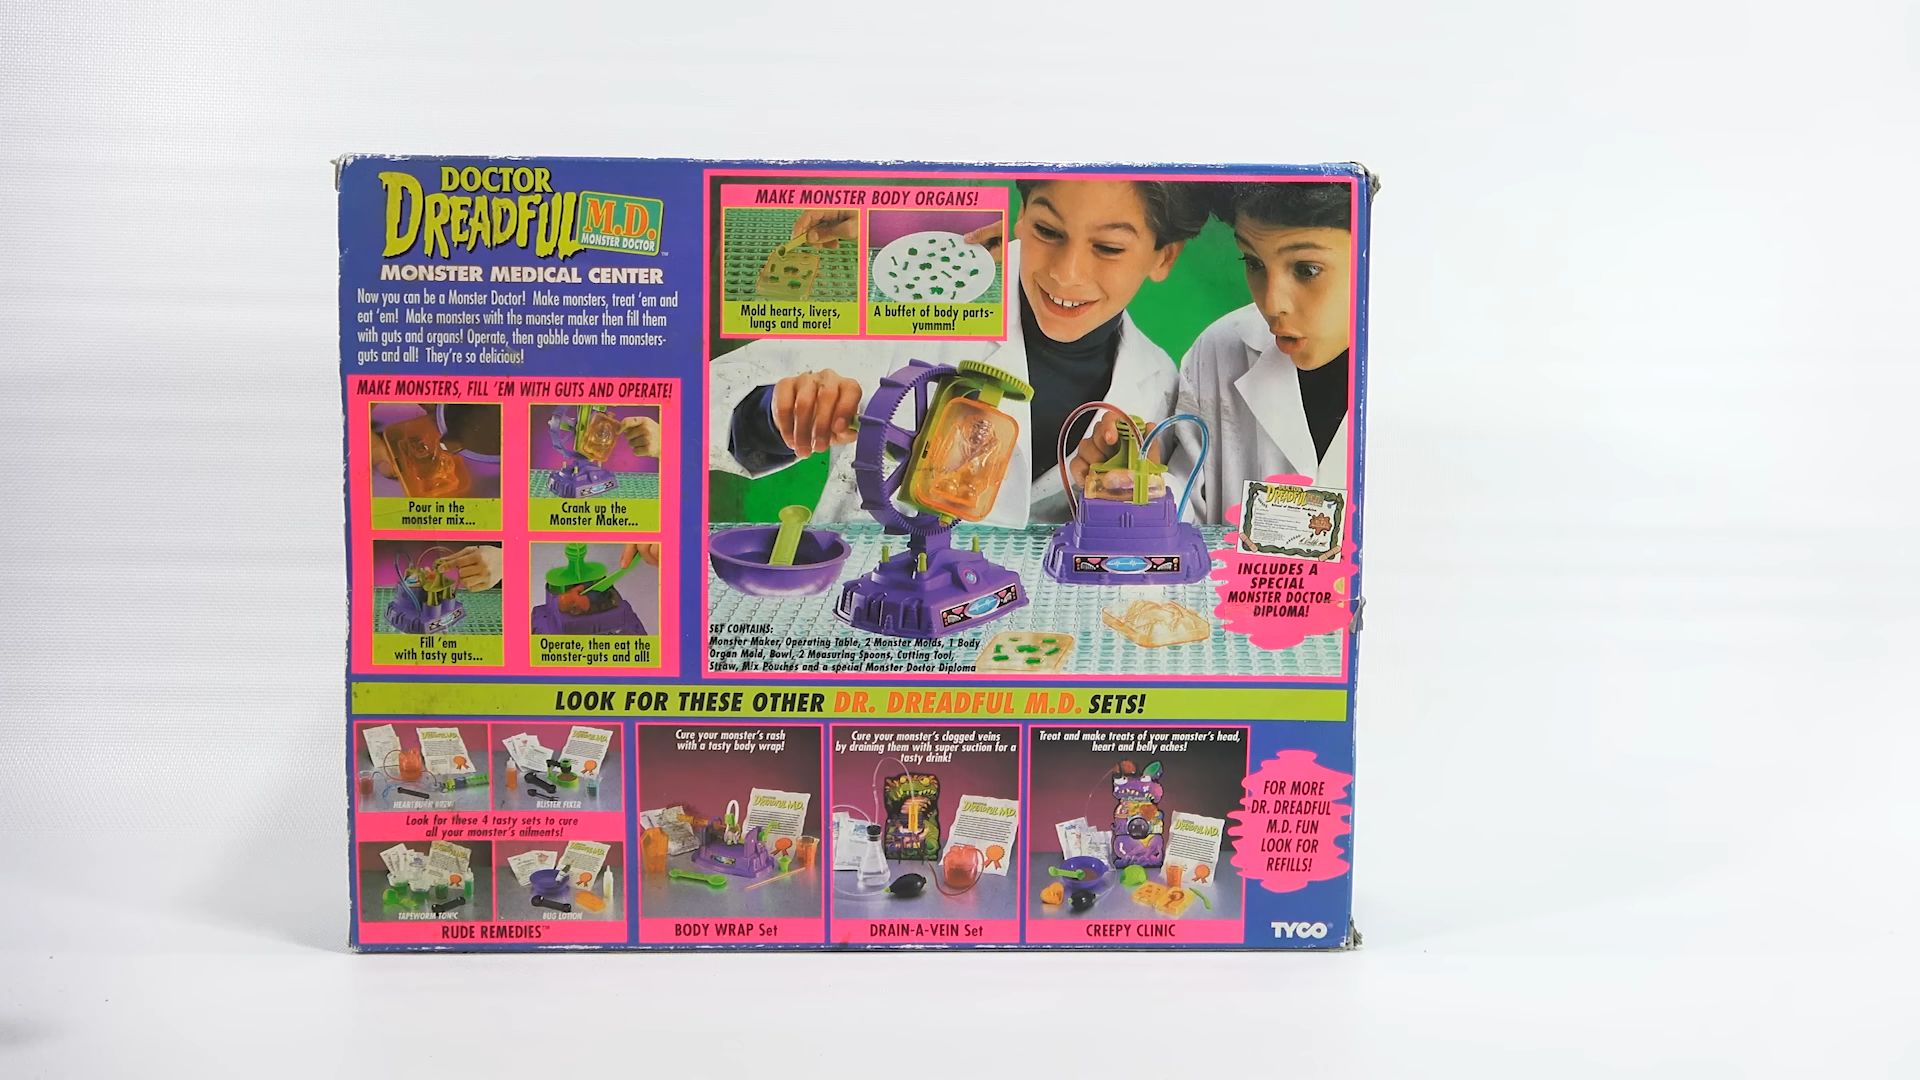 DOCTOR
DREADFUL
M.D.
MONSTER DOCTOR
™
MONSTER MEDICAL CENTER
Now you can be a Monster Doctor! Make monsters, treat 'em and
eat 'em! Make monsters with the monster maker then fill them
with guts and organs! Operate, then gobble down the monsters-
guts and all! They're so delicious!
MAKE MONSTERS, FILL 'EM WITH GUTS AND OPERATE!
Pour in the
monster mix...
Crank up the
Monster Maker...
Fill 'em
with tasty guts...
Operate, then eat the
monster-guts and all!
MAKE MONSTER BODY ORGANS!
Mold hearts, livers,
lungs and more!
A buffet of body parts-
yummm!
DOCTOR
DREADFUL
INCLUDES A
SPECIAL
MONSTER DOCTOR
DIPLOMA!
SET CONTAINS:
Monster Maker, Operating Table, 2 Monster Molds, 1 Body
Organ Mold, Bowl, 2 Measuring Spoons, Cutting Tool,
Straw, Mix Pouches and a special Monster Doctor Diploma
LOOK FOR THESE OTHER DR. DREADFUL M.D. SETS!
HEARTBURN BREW
BLISTER FIXER
Look for these 4 tasty sets to cure
all your monster's ailments!
TAPEWORM TONIC
BUG LOTION
RUDE REMEDIES™
Cure your monster's rash
with a tasty body wrap!
DREADFUL M.D.
BODY WRAP Set
Cure your monster's clogged veins
by draining them with super suction for a
tasty drink!
DREADFUL M.D.
DRAIN-A-VEIN Set
Treat and make treats of your monster's head,
heart and belly aches!
DREADFUL M.D.
CREEPY CLINIC
FOR MORE
DR. DREADFUL
M.D. FUN
LOOK FOR
REFILLS!
TYCO®